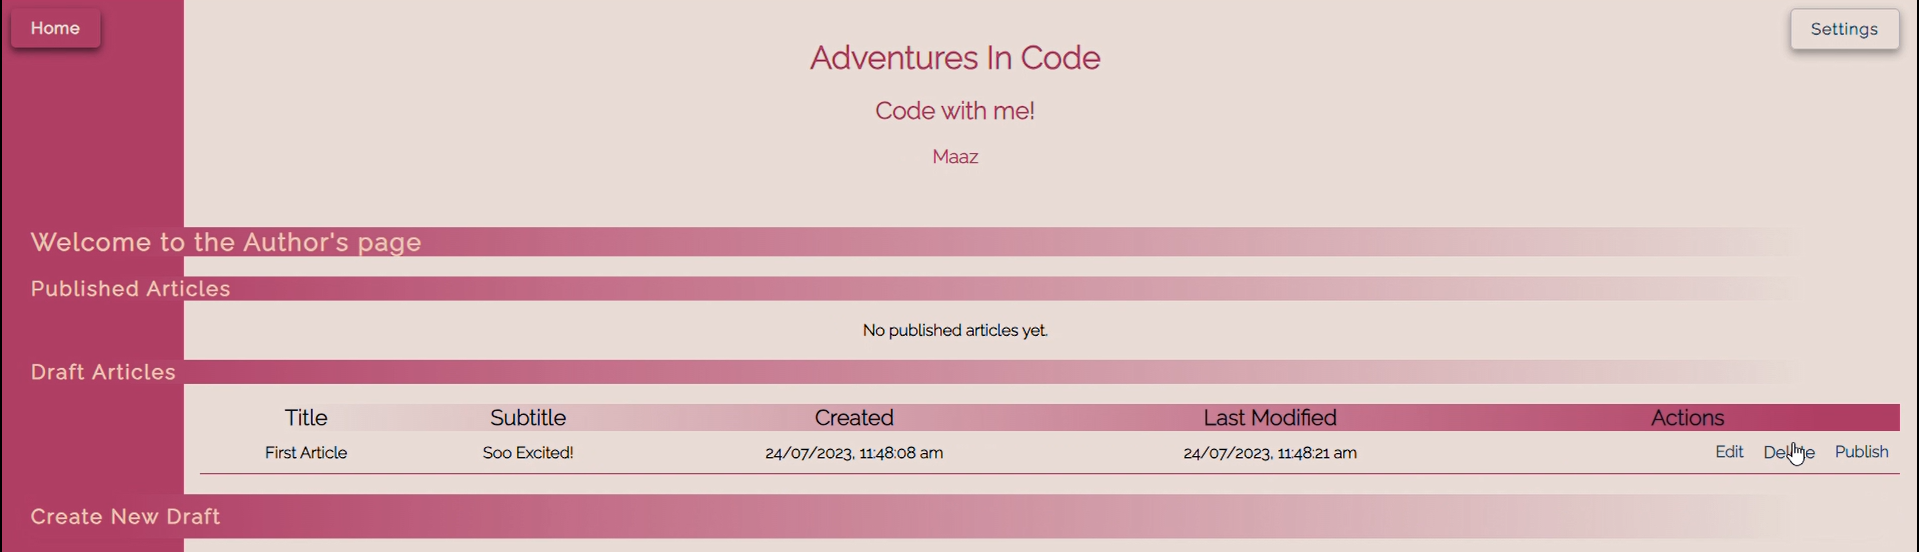 Home
Settings
Adventures In Code
Code with me!
Maaz
Welcome to the Author's page
Published Articles
No published articles yet.
Draft Articles
Title Subtitle Created Last Modified Actions
First Article Soo Excited! 24/07/2023, 11:48:08 am 24/07/2023, 11:48:21 am Edit Delete Publish
Create New Draft